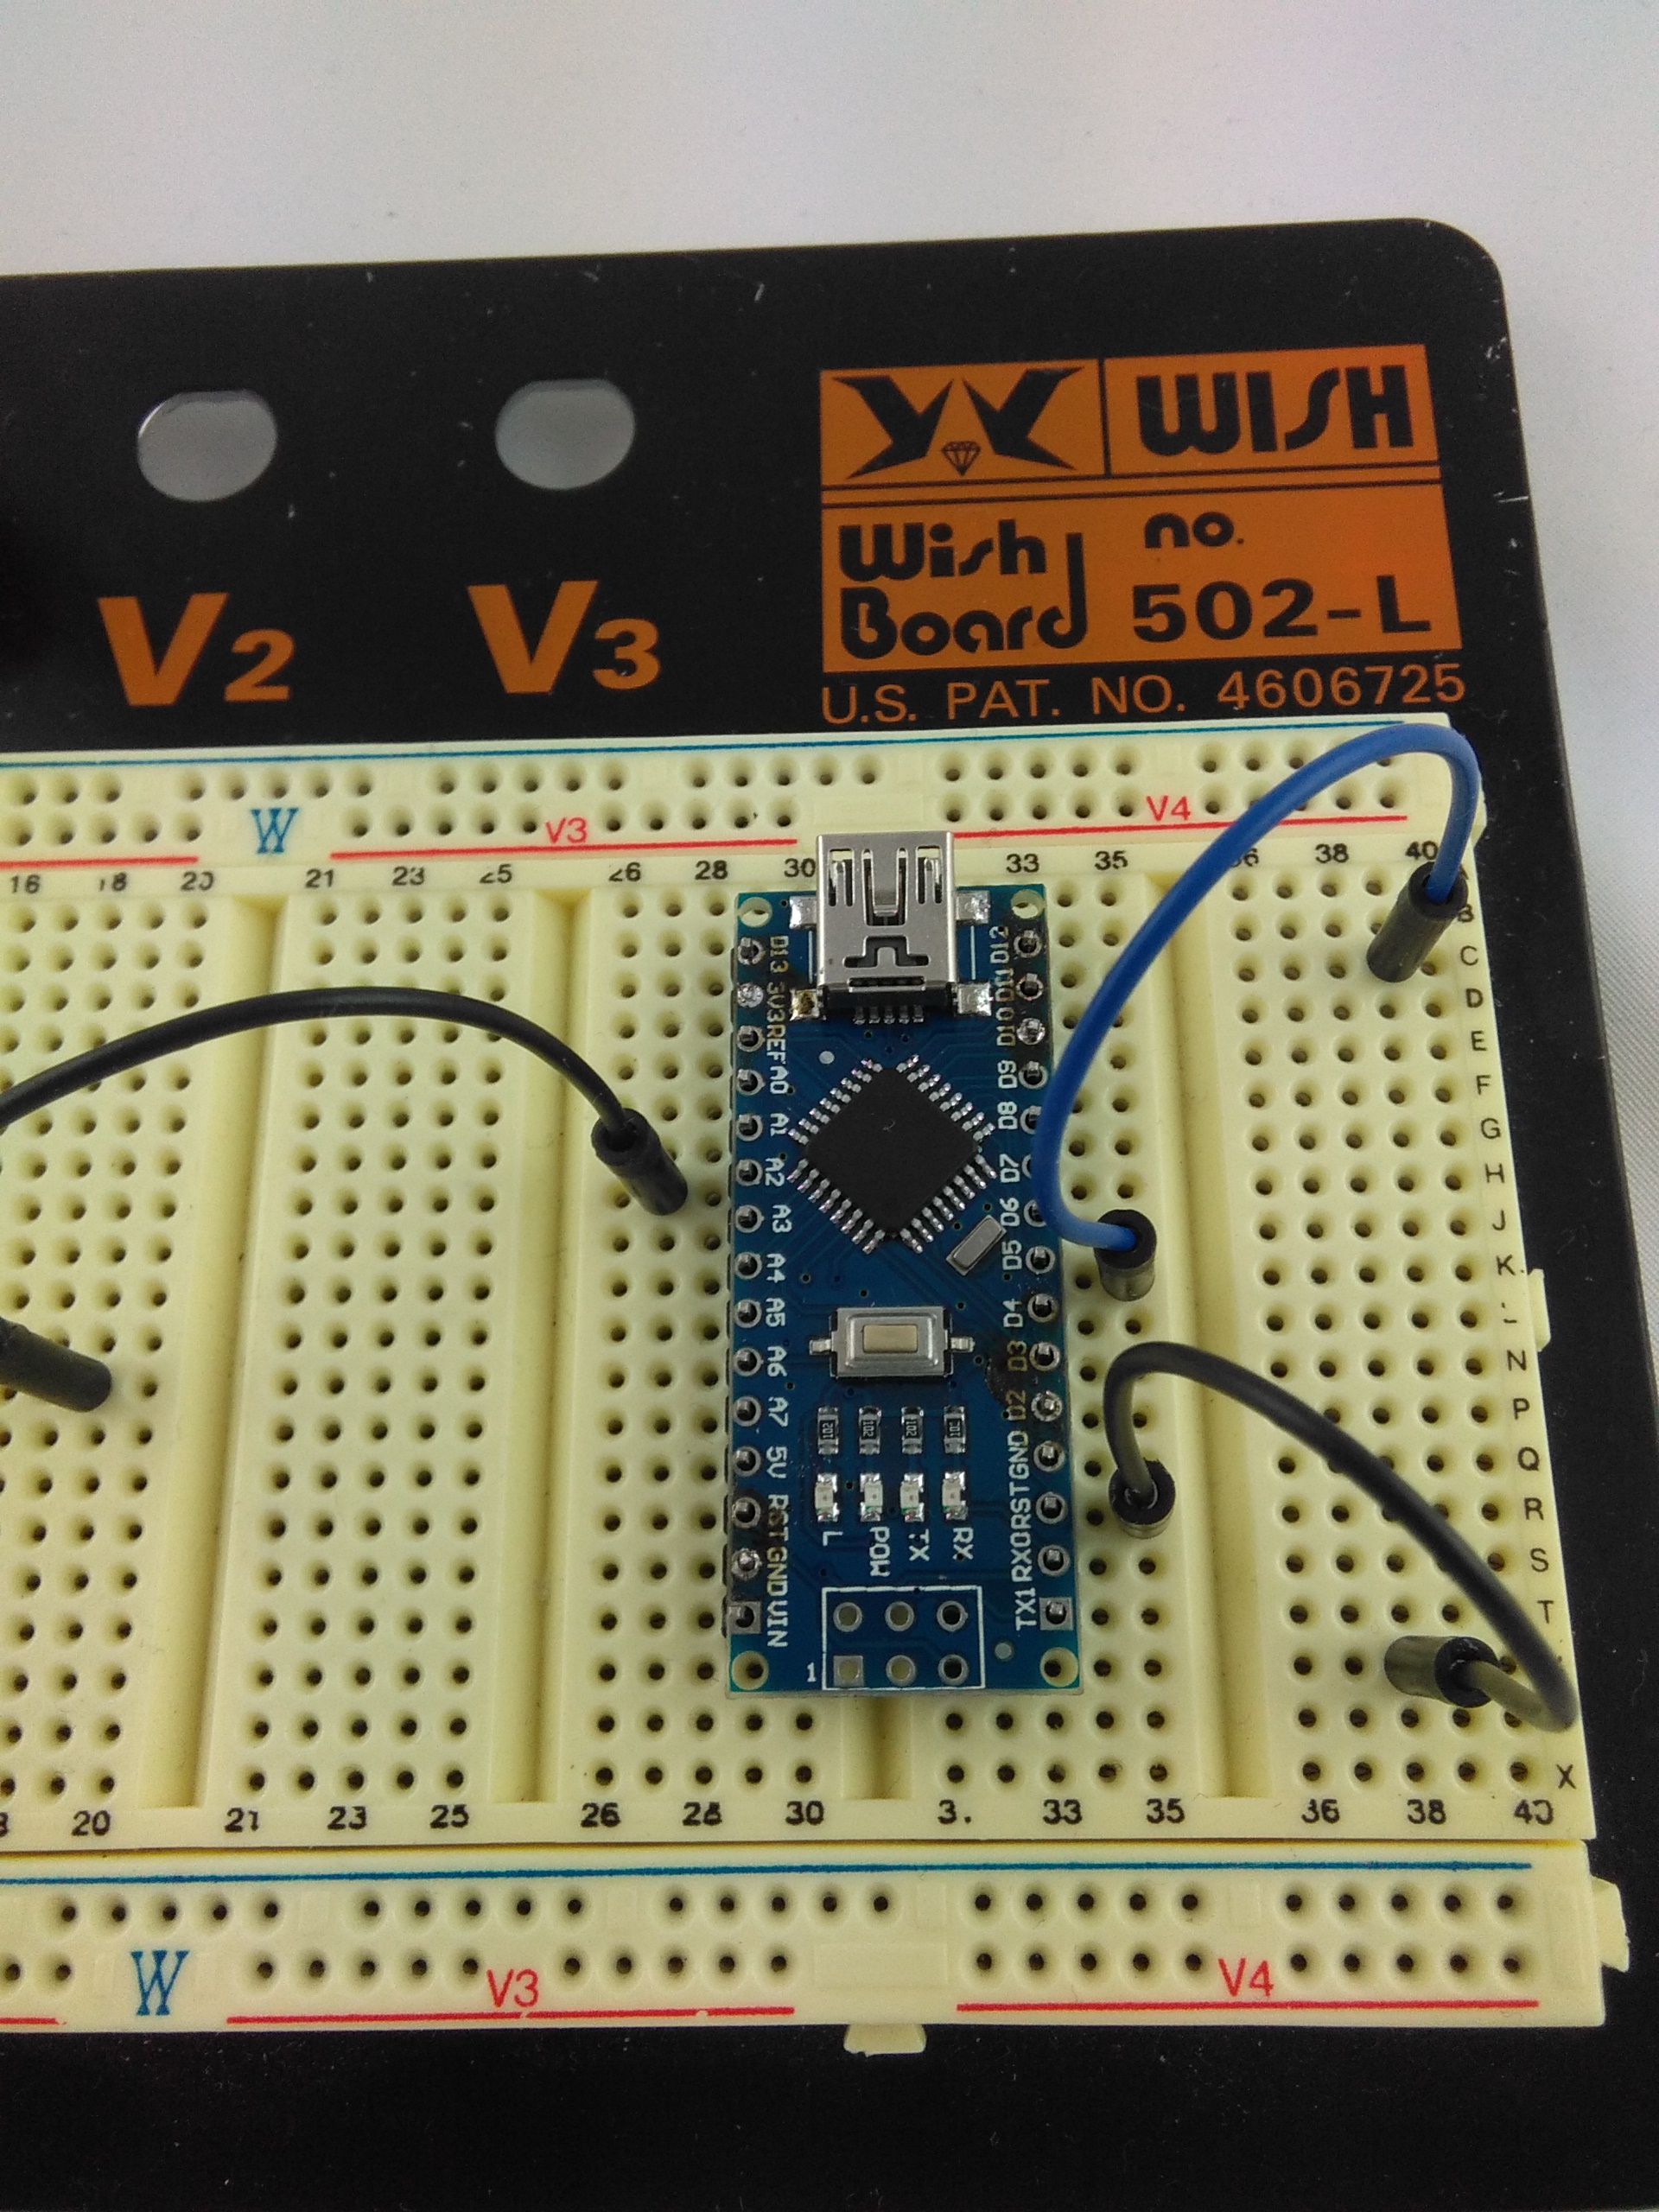 WISH
Wish Board no. 502-L
U.S. PAT. NO. 4606725
V2 V3
W V3 V4
16 18 20 21 23 25 26 28 30 33 35 36 38 40
B
C
D
E
F
G
H
J
K
N
P
Q
R
S
T
X
D13
3V3
REF
A0
A1
A2
A3
A4
A5
A6
A7
5V
RST
GND
VIN
D12
D11
D10
D9
D8
D7
D6
D5
D4
D3
D2
GND
RST
RX0
TX1
L
POW
TX
RX
1
20 21 23 25 26 28 30 33 35 36 38 40
W V3 V4